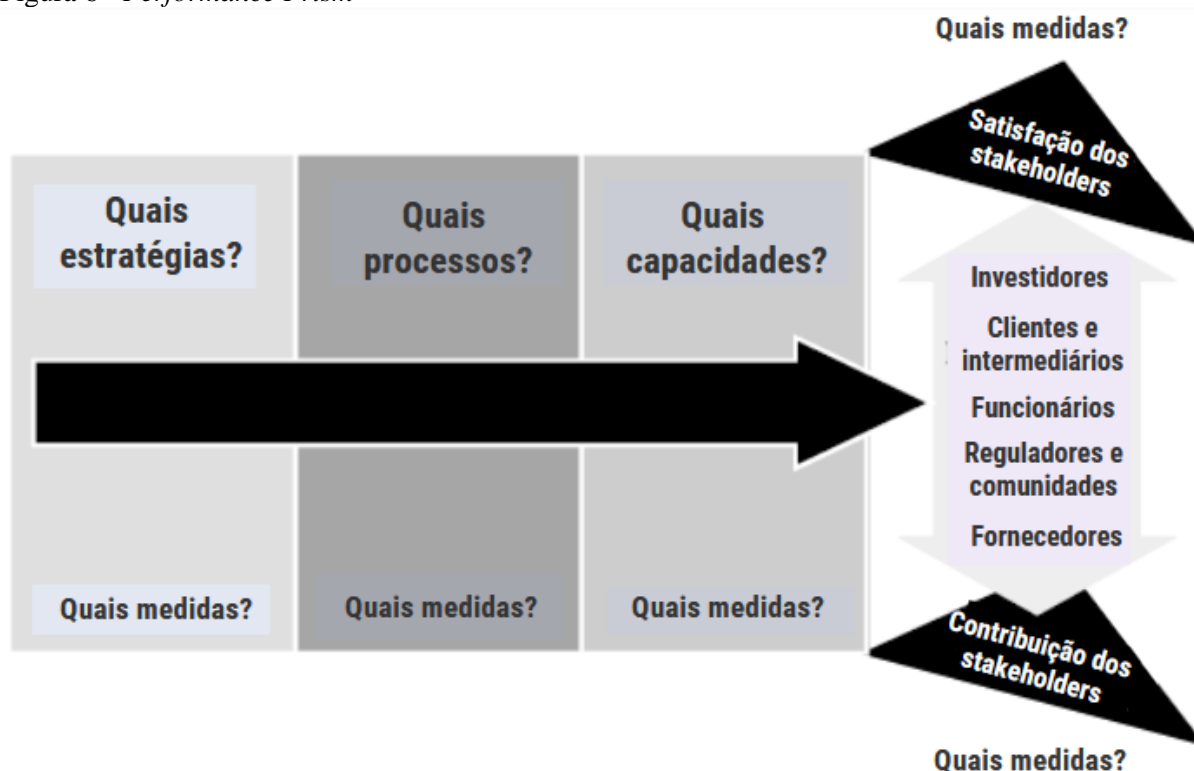 Quais medidas?
Satisfação dos
stakeholders
Quais
estratégias?
Quais
processos?
Quais
capacidades?
Investidores
Clientes e
intermediários
Funcionários
Reguladores e
comunidades
Fornecedores
Quais medidas?
Quais medidas?
Quais medidas?
Contribuição dos
stakeholders
Quais medidas?